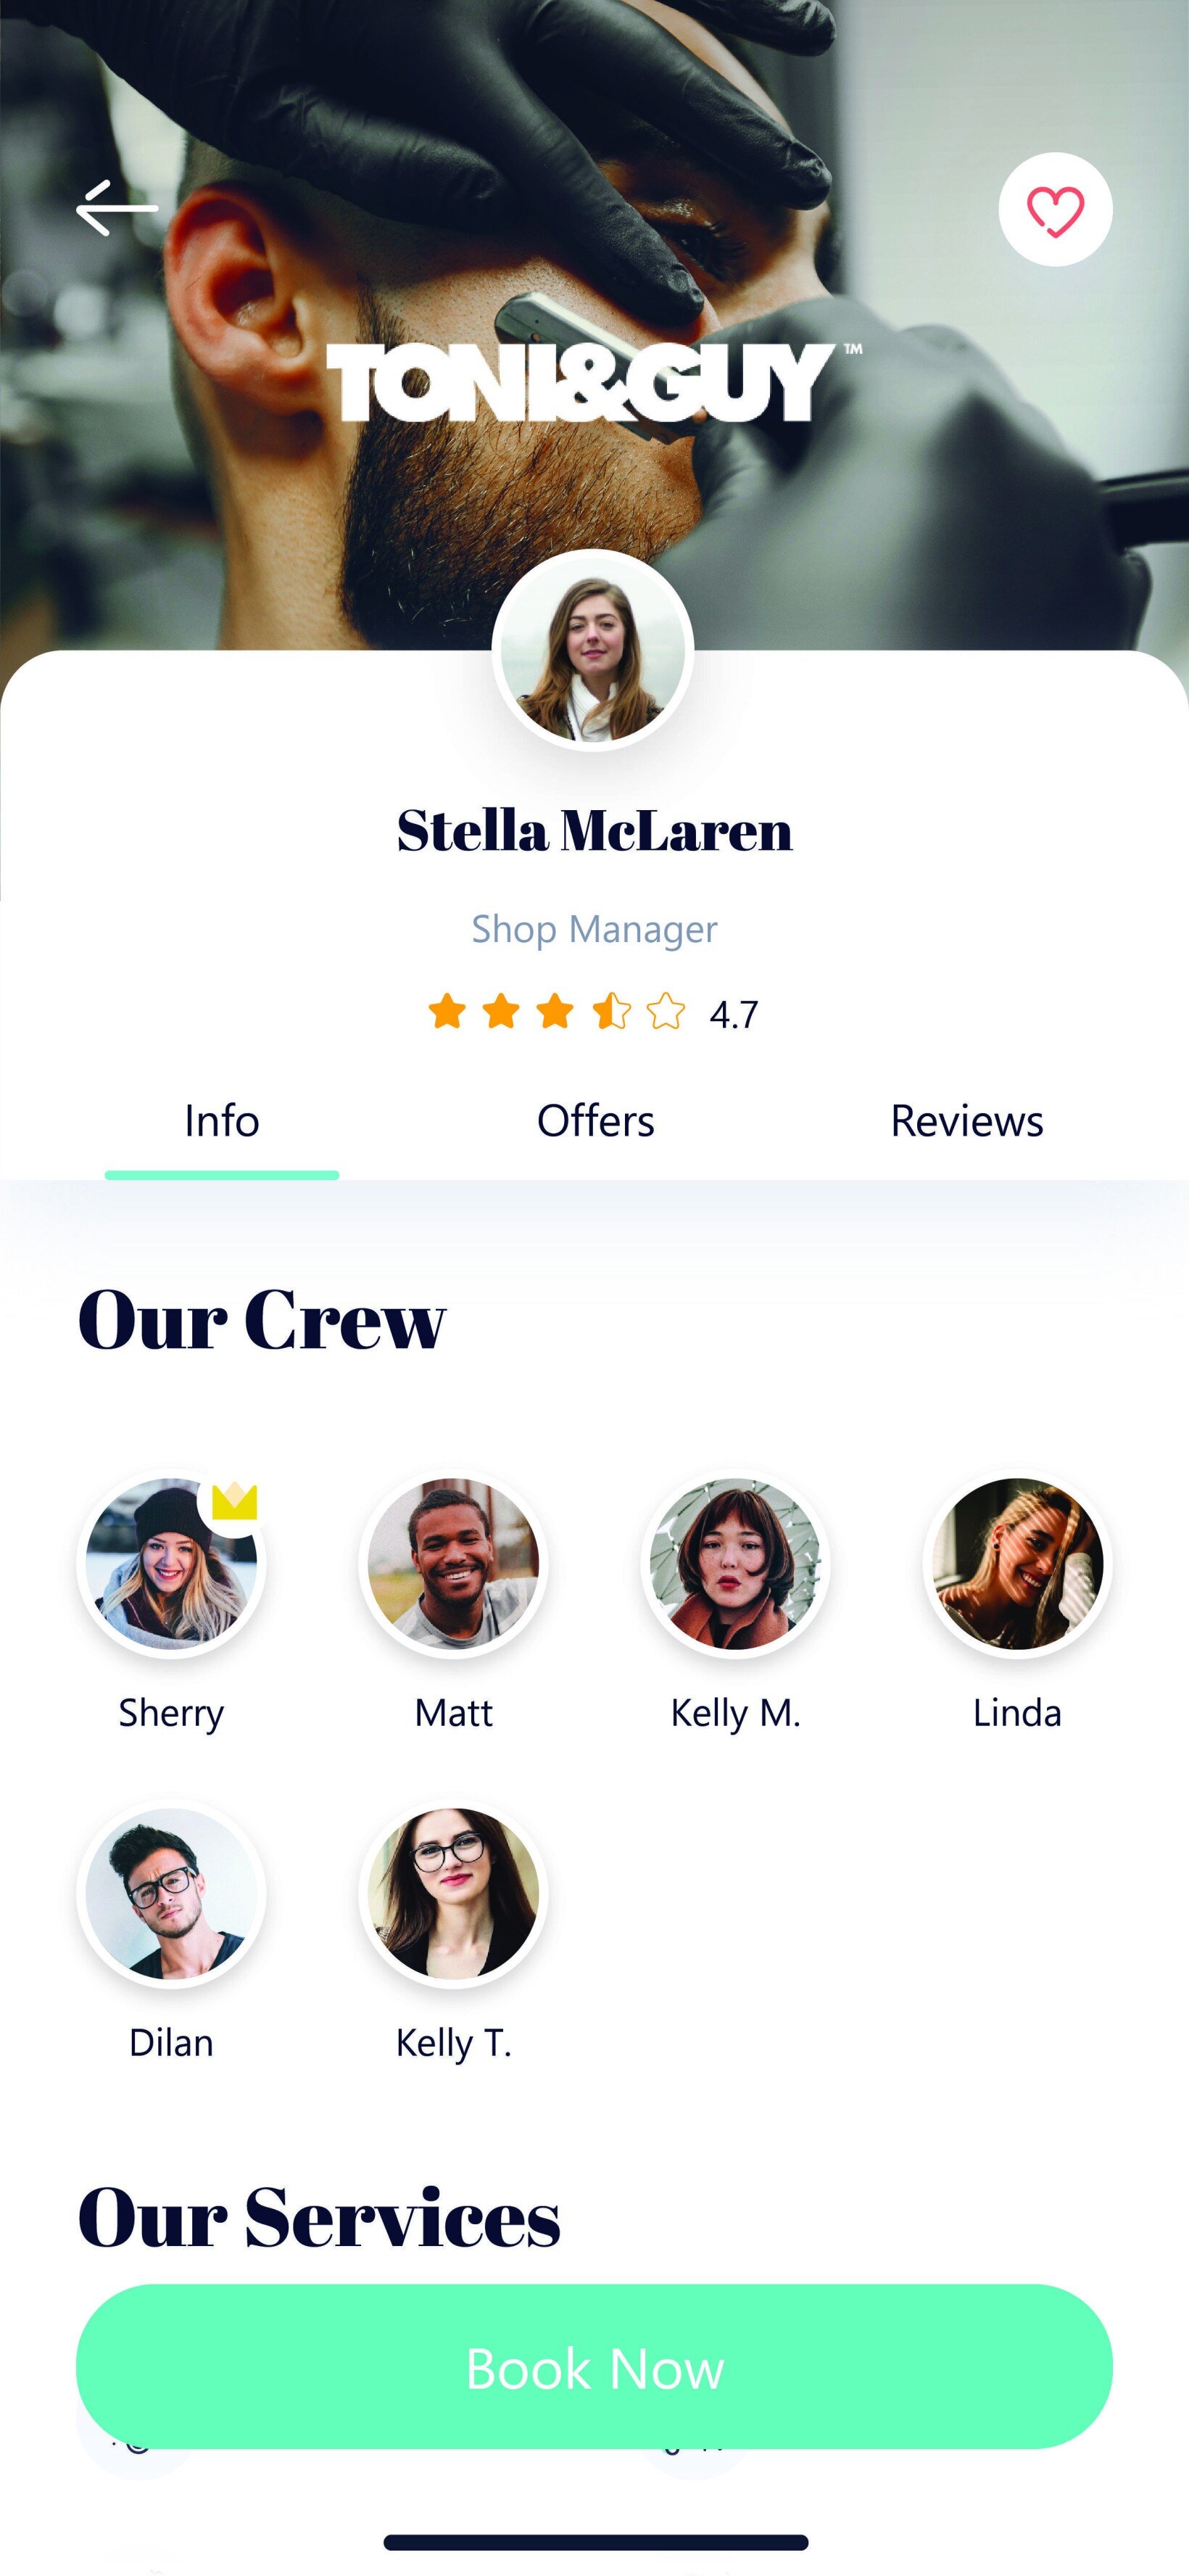 TONI&GUY™
Stella McLaren
Shop Manager
4.7
Info Offers Reviews
Our Crew
Sherry Matt Kelly M. Linda
Dilan Kelly T.
Our Services
Book Now